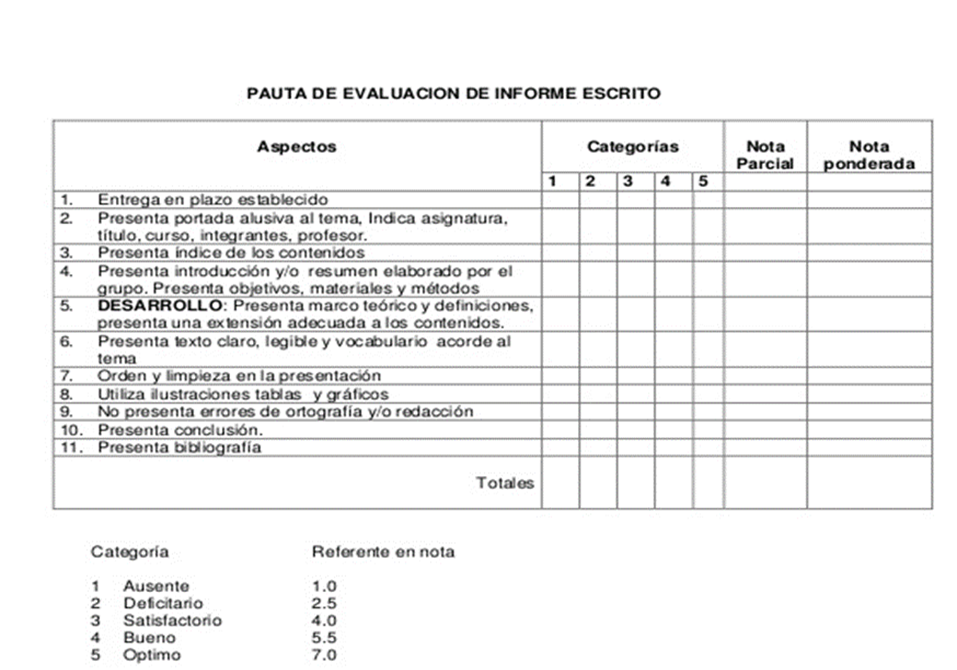 PAUTA DE EVALUACION DE INFORME ESCRITO
Aspectos Categorías Nota Parcial Nota ponderada
1 2 3 4 5
1. Entrega en plazo establecido
2. Presenta portada alusiva al tema, Indica asignatura,
título, curso, integrantes, profesor.
3. Presenta índice de los contenidos
4. Presenta introducción y/o resumen elaborado por el
grupo. Presenta objetivos, materiales y métodos
5. DESARROLLO: Presenta marco teórico y definiciones,
presenta una extensión adecuada a los contenidos.
6. Presenta texto claro, legible y vocabulario acorde al
tema
7. Orden y limpieza en la presentación
8. Utiliza ilustraciones tablas y gráficos
9. No presenta errores de ortografía y/o redacción
10. Presenta conclusión.
11. Presenta bibliografía
Totales
Categoría Referente en nota
1 Ausente 1.0
2 Deficitario 2.5
3 Satisfactorio 4.0
4 Bueno 5.5
5 Optimo 7.0